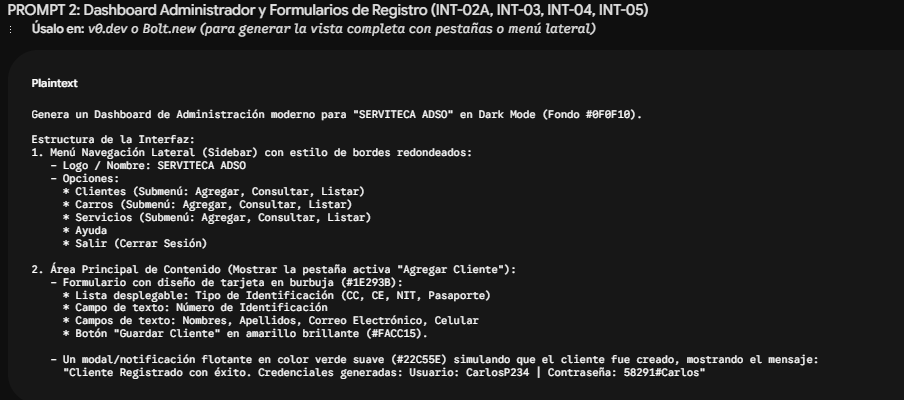 PROMPT 2: Dashboard Administrador y Formularios de Registro (INT-02A, INT-03, INT-04, INT-05)
Úsalo en: v0.dev o Bolt.new (para generar la vista completa con pestañas o menú lateral)
Plaintext
Genera un Dashboard de Administración moderno para "SERVITECA ADSO" en Dark Mode (Fondo #0F0F10).
Estructura de la Interfaz:
1. Menú Navegación Lateral (Sidebar) con estilo de bordes redondeados:
- Logo / Nombre: SERVITECA ADSO
- Opciones:
* Clientes (Submenú: Agregar, Consultar, Listar)
* Carros (Submenú: Agregar, Consultar, Listar)
* Servicios (Submenú: Agregar, Consultar, Listar)
* Ayuda
* Salir (Cerrar Sesión)
2. Área Principal de Contenido (Mostrar la pestaña activa "Agregar Cliente"):
- Formulario con diseño de tarjeta en burbuja (#1E293B):
* Lista desplegable: Tipo de Identificación (CC, CE, NIT, Pasaporte)
* Campo de texto: Número de Identificación
* Campos de texto: Nombres, Apellidos, Correo Electrónico, Celular
* Botón "Guardar Cliente" en amarillo brillante (#FACC15).
- Un modal/notificación flotante en color verde suave (#22C55E) simulando que el cliente fue creado, mostrando el mensaje:
"Cliente Registrado con éxito. Credenciales generadas: Usuario: CarlosP234 | Contraseña: 58291#Carlos"